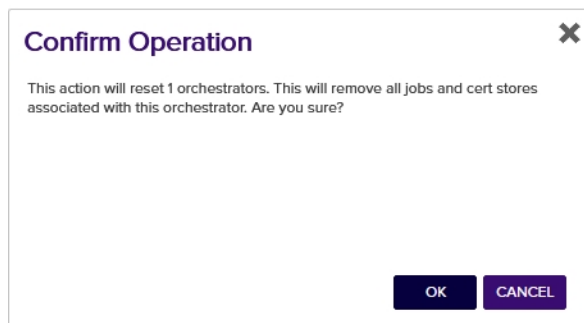 Confirm Operation
This action will reset 1 orchestrators. This will remove all jobs and cert stores
associated with this orchestrator. Are you sure?
OK
CANCEL